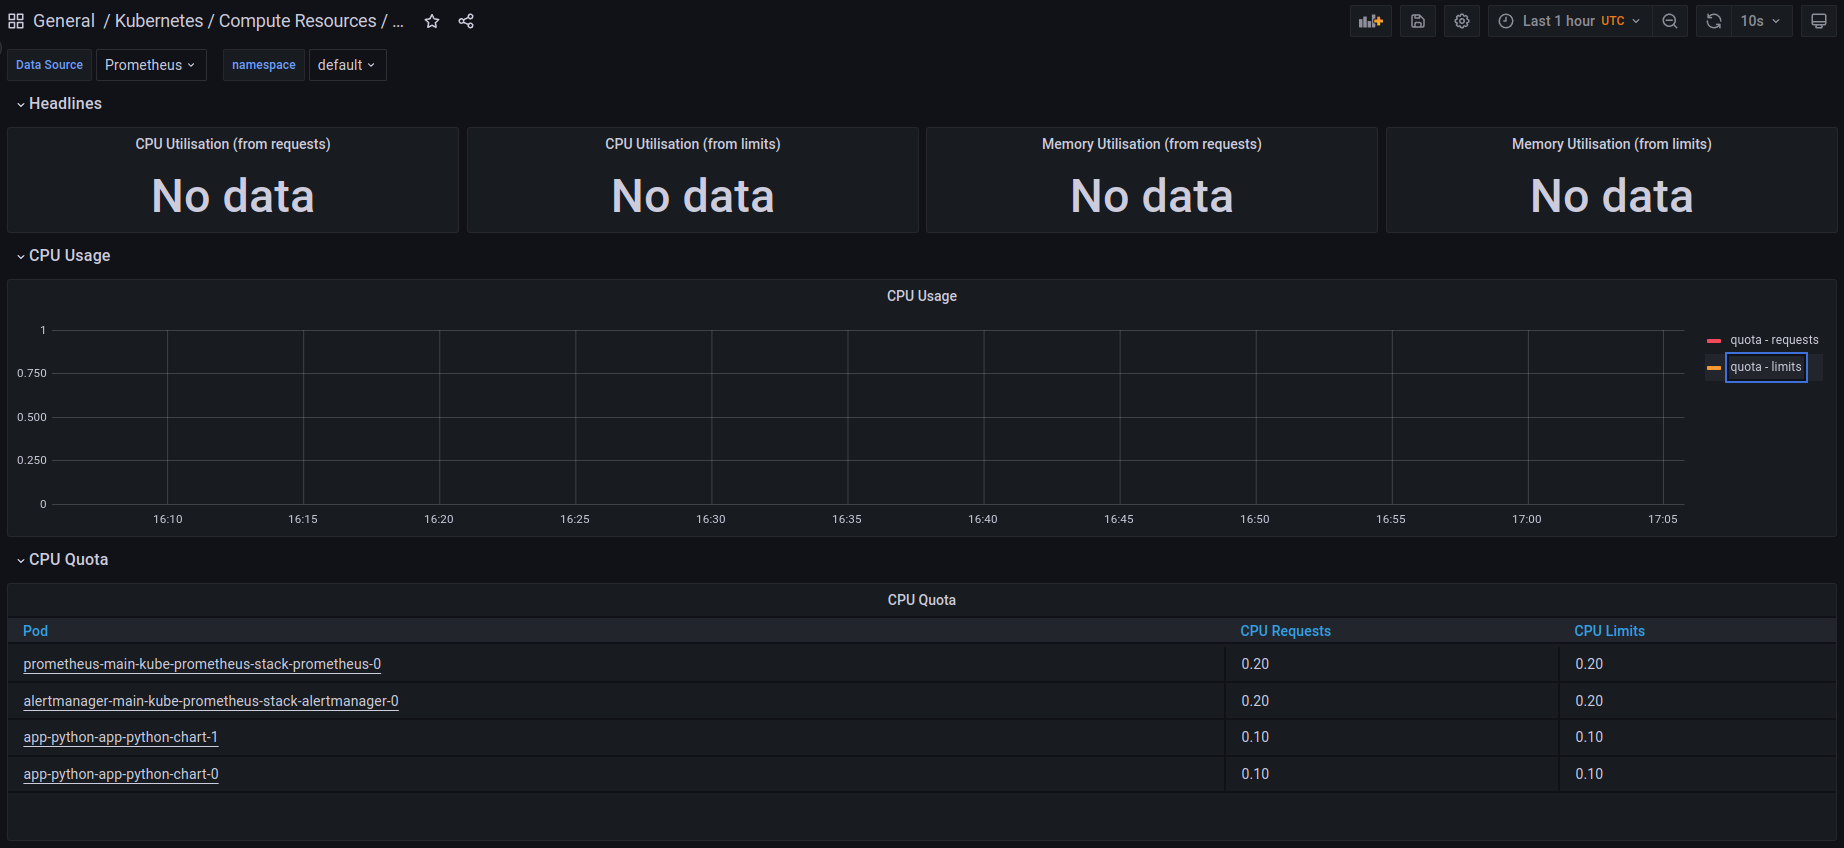 General / Kubernetes / Compute Resources / ...
Last 1 hour UTC
10s
Data Source Prometheus namespace default
Headlines
CPU Utilisation (from requests)
No data
CPU Utilisation (from limits)
No data
Memory Utilisation (from requests)
No data
Memory Utilisation (from limits)
No data
CPU Usage
CPU Usage
1
0.750
0.500
0.250
0
16:10 16:15 16:20 16:25 16:30 16:35 16:40 16:45 16:50 16:55 17:00 17:05
quota - requests
quota - limits
CPU Quota
CPU Quota
Pod CPU Requests CPU Limits
prometheus-main-kube-prometheus-stack-prometheus-0 0.20 0.20
alertmanager-main-kube-prometheus-stack-alertmanager-0 0.20 0.20
app-python-app-python-chart-1 0.10 0.10
app-python-app-python-chart-0 0.10 0.10